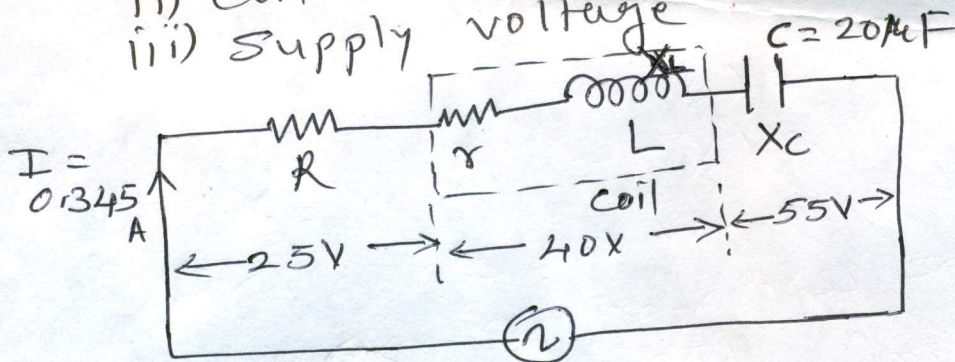 iii) Supply voltage
C = 20μF
XL
I =
0.345
A
R
r
L
XC
coil
25V
40X
55V